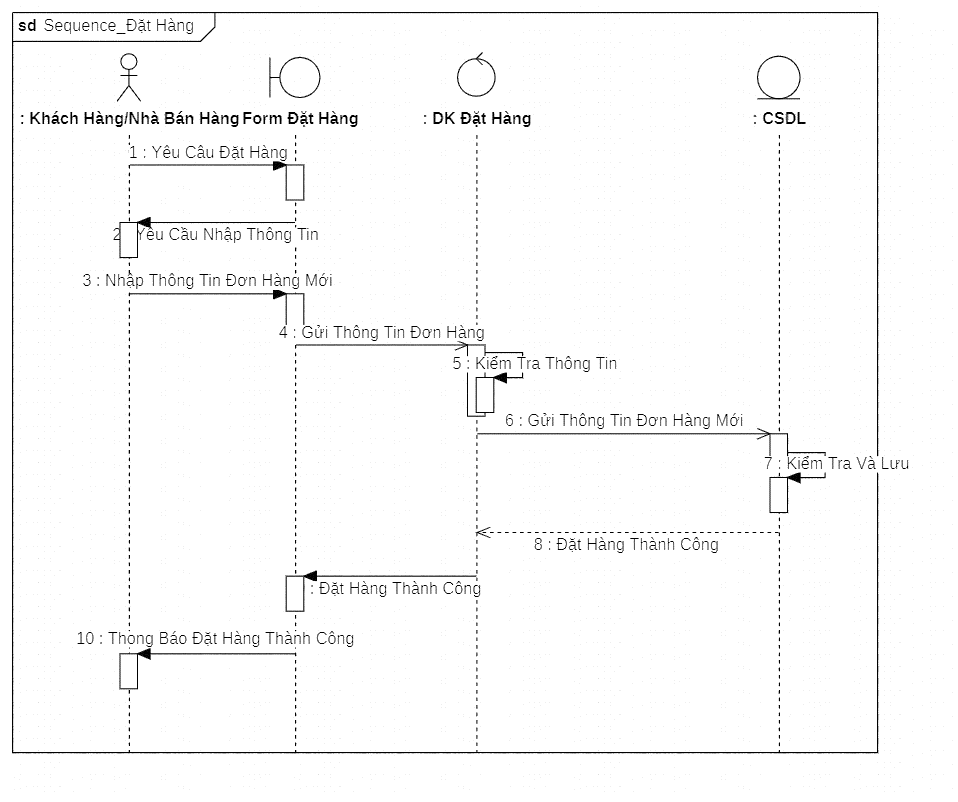 sd Sequence_Đặt Hàng
: Khách Hàng/Nhà Bán Hàng
Form Đặt Hàng
: DK Đặt Hàng
: CSDL
1 : Yêu Câu Đặt Hàng
2 Yêu Cầu Nhập Thông Tin
3 : Nhập Thông Tin Đơn Hàng Mới
4 : Gửi Thông Tin Đơn Hàng
5 : Kiểm Tra Thông Tin
6 : Gửi Thông Tin Đơn Hàng Mới
7 : Kiểm Tra Và Lưu
8 : Đặt Hàng Thành Công
: Đặt Hàng Thành Công
10 : Thông Báo Đặt Hàng Thành Công